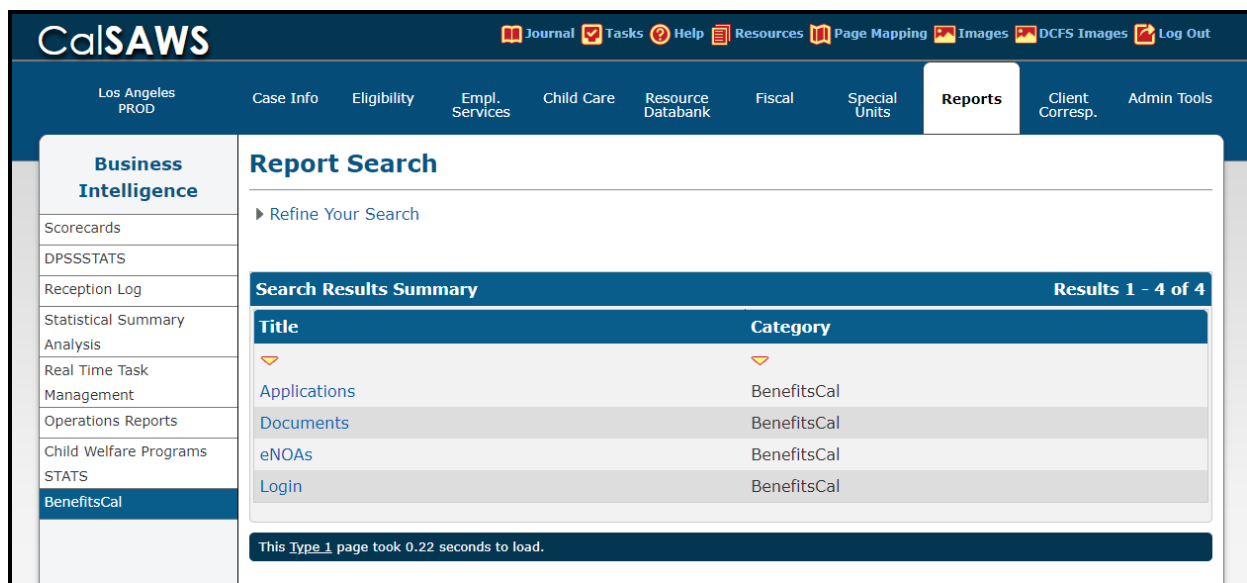 CalSAWS
Journal Tasks Help Resources Page Mapping Images DCFS Images Log Out
Los Angeles
PROD
Case Info
Eligibility
Empl.
Services
Child Care
Resource
Databank
Fiscal
Special
Units
Reports
Client
Corresp.
Admin Tools
Business
Intelligence
Scorecards
DPSSSTATS
Reception Log
Statistical Summary
Analysis
Real Time Task
Management
Operations Reports
Child Welfare Programs
STATS
BenefitsCal
Report Search
Refine Your Search
Search Results Summary Results 1 - 4 of 4
Title Category
Applications BenefitsCal
Documents BenefitsCal
eNOAs BenefitsCal
Login BenefitsCal
This Type 1 page took 0.22 seconds to load.